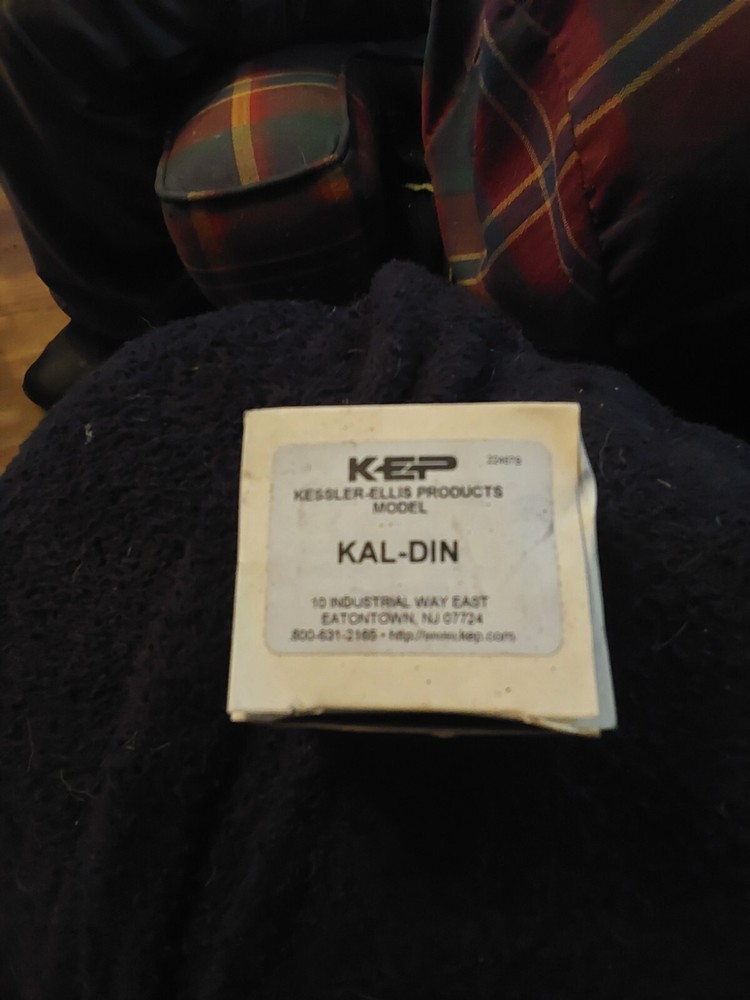 KEP
KESSLER-ELLIS PRODUCTS
MODEL
KAL-DIN
10 INDUSTRIAL WAY EAST
EATONTOWN, NJ 07724
800-631-2165 • http://www.kep.com